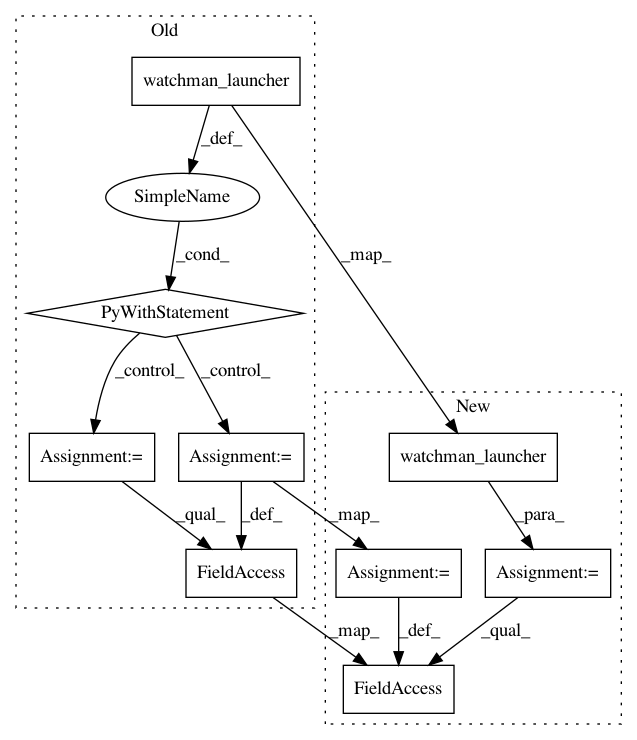 Old
watchman_launcher
_def_
SimpleName
_cond_
_map_
PyWithStatement
_control_
_control_
New
Assignment:=
Assignment:=
watchman_launcher
_qual_
_def_
_map_
_para_
FieldAccess
Assignment:=
Assignment:=
_map_
_def_
_qual_
FieldAccess